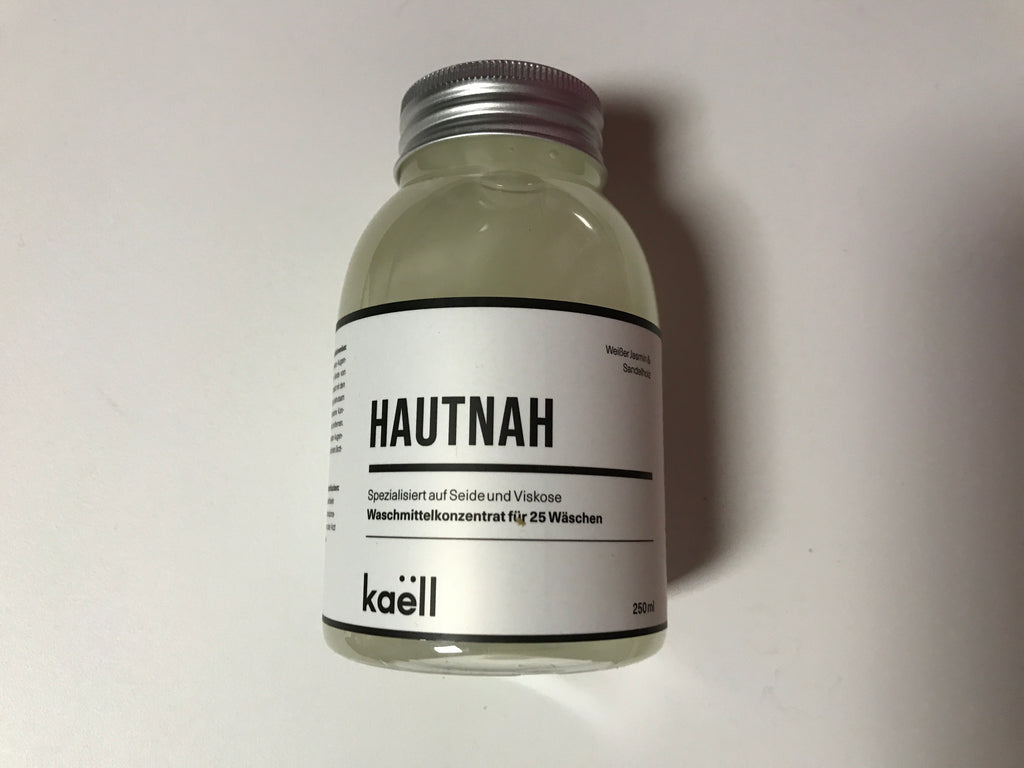 Weißer Jasmin &
Sandelholz
HAUTNAH
Spezialisiert auf Seide und Viskose
Waschmittelkonzentrat für 25 Wäschen
kaëll
250 ml